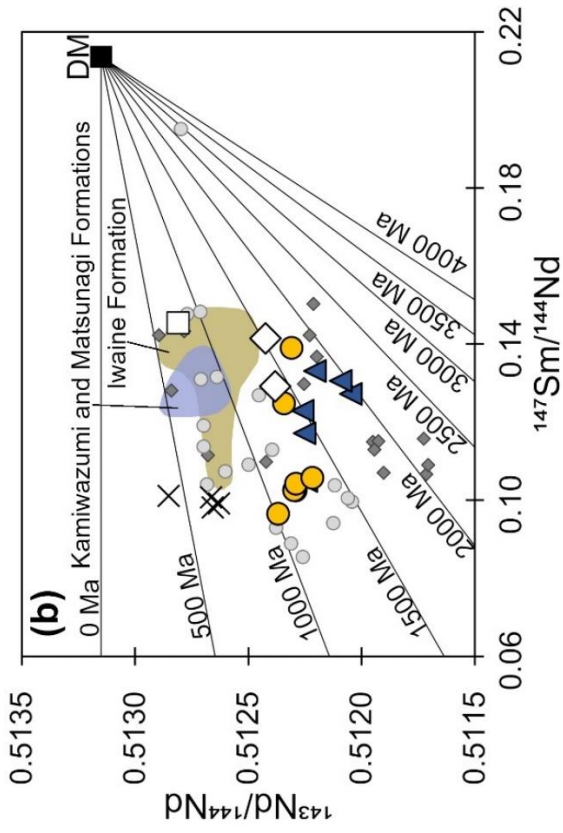 (b)
DM
0 Ma
Kamiwazumi and Matsunagi Formations
Iwaine Formation
500 Ma
1000 Ma
1500 Ma
2000 Ma
2500 Ma
3000 Ma
3500 Ma
4000 Ma
0.5135
0.5130
0.5125
0.5120
0.5115
¹⁴³Nd/¹⁴⁴Nd
0.06
0.10
0.14
0.18
0.22
¹⁴⁷Sm/¹⁴⁴Nd